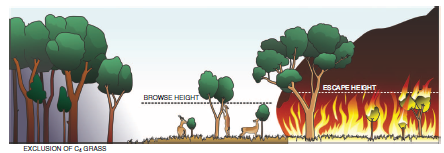 BROWSE HEIGHT
ESCAPE HEIGHT
EXCLUSION OF C₄ GRASS